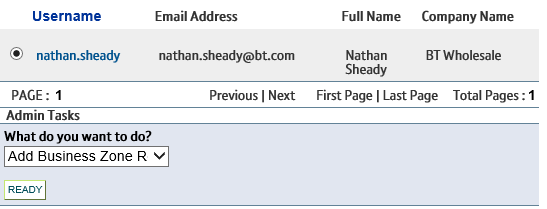 Username Email Address Full Name Company Name
nathan.sheady nathan.sheady@bt.com Nathan Sheady BT Wholesale
PAGE : 1 Previous | Next First Page | Last Page Total Pages : 1
Admin Tasks
What do you want to do?
Add Business Zone R
READY